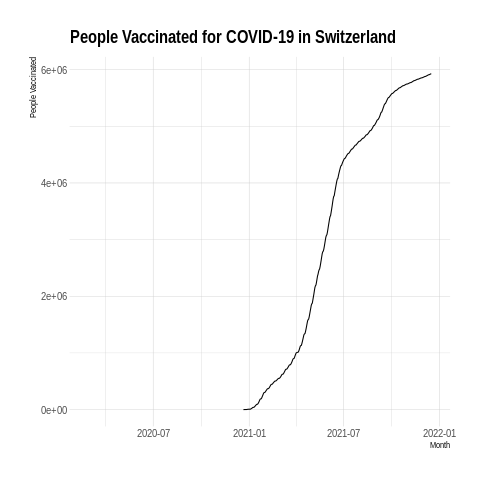 People Vaccinated for COVID-19 in Switzerland
People Vaccinated
6e+06
4e+06
2e+06
0e+00
2020-07
2021-01
2021-07
2022-01
Month